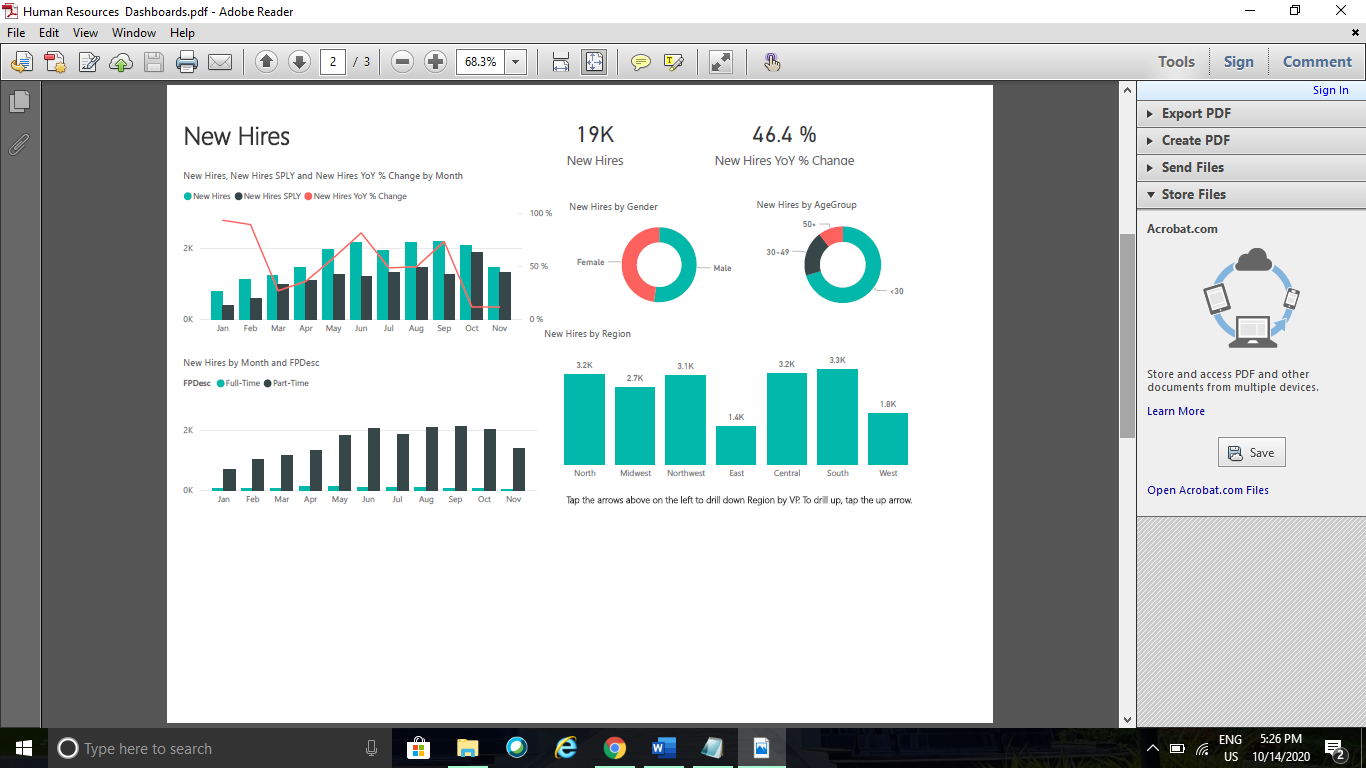 Human Resources  Dashboards.pdf - Adobe Reader
File Edit View Window Help
2 / 3 68.3% Tools Sign Comment
Sign In
Export PDF
Create PDF
Send Files
Store Files
Acrobat.com
Store and access PDF and other
documents from multiple devices.
Learn More
Save
Open Acrobat.com Files
New Hires
19K
New Hires
46.4 %
New Hires YoY % Change
New Hires, New Hires SPLY and New Hires YoY % Change by Month
New Hires New Hires SPLY New Hires YoY % Change
100 %
2K
50 %
0K
0 %
Jan Feb Mar Apr May Jun Jul Aug Sep Oct Nov
New Hires by Gender
Female
Male
New Hires by AgeGroup
50+
30-49
<30
New Hires by Month and FPDesc
FPDesc Full-Time Part-Time
2K
0K
Jan Feb Mar Apr May Jun Jul Aug Sep Oct Nov
New Hires by Region
3.2K 2.7K 3.1K 1.4K 3.2K 3.3K 1.8K
North Midwest Northwest East Central South West
Tap the arrows above on the left to drill down Region by VP. To drill up, tap the up arrow.
Type here to search
ENG
US
5:26 PM
10/14/2020
2